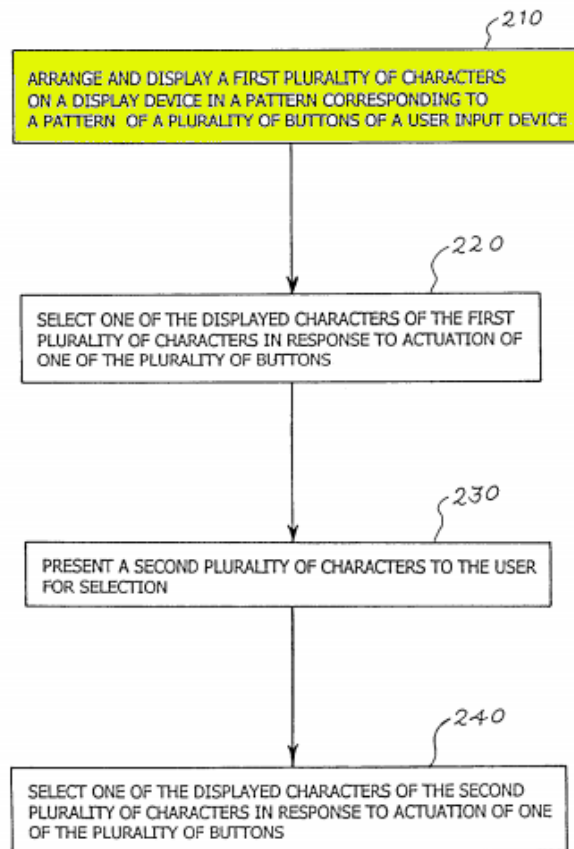 210
ARRANGE AND DISPLAY A FIRST PLURALITY OF CHARACTERS
ON A DISPLAY DEVICE IN A PATTERN CORRESPONDING TO
A PATTERN OF A PLURALITY OF BUTTONS OF A USER INPUT DEVICE
220
SELECT ONE OF THE DISPLAYED CHARACTERS OF THE FIRST
PLURALITY OF CHARACTERS IN RESPONSE TO ACTUATION OF
ONE OF THE PLURALITY OF BUTTONS
230
PRESENT A SECOND PLURALITY OF CHARACTERS TO THE USER
FOR SELECTION
240
SELECT ONE OF THE DISPLAYED CHARACTERS OF THE SECOND
PLURALITY OF CHARACTERS IN RESPONSE TO ACTUATION OF ONE
OF THE PLURALITY OF BUTTONS